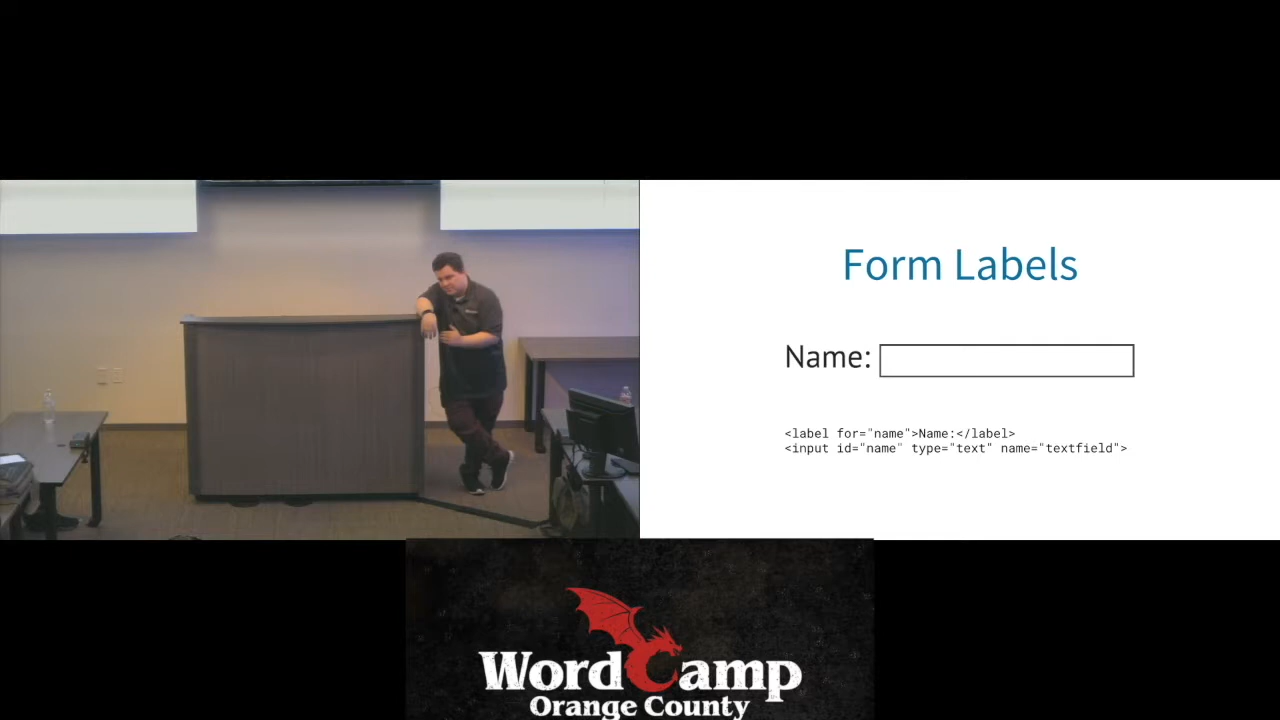 Form Labels
Name:
<label for="name">Name:</label>
<input id="name" type="text" name="textfield">
WordCamp
Orange County